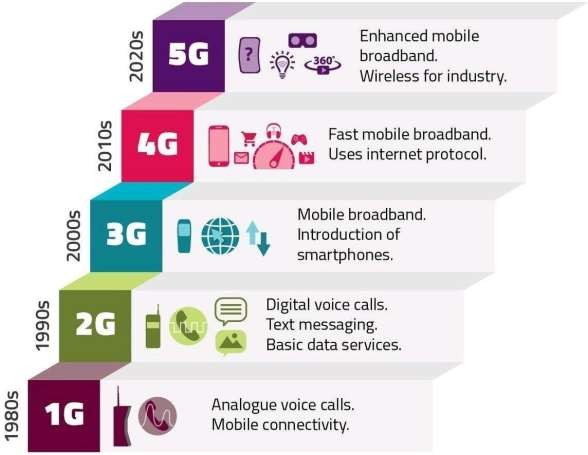 2020s
5G
?
360°
Enhanced mobile
broadband.
Wireless for industry.
2010s
4G
Fast mobile broadband.
Uses internet protocol.
2000s
3G
Mobile broadband.
Introduction of
smartphones.
1990s
2G
Digital voice calls.
Text messaging.
Basic data services.
1980s
1G
Analogue voice calls.
Mobile connectivity.